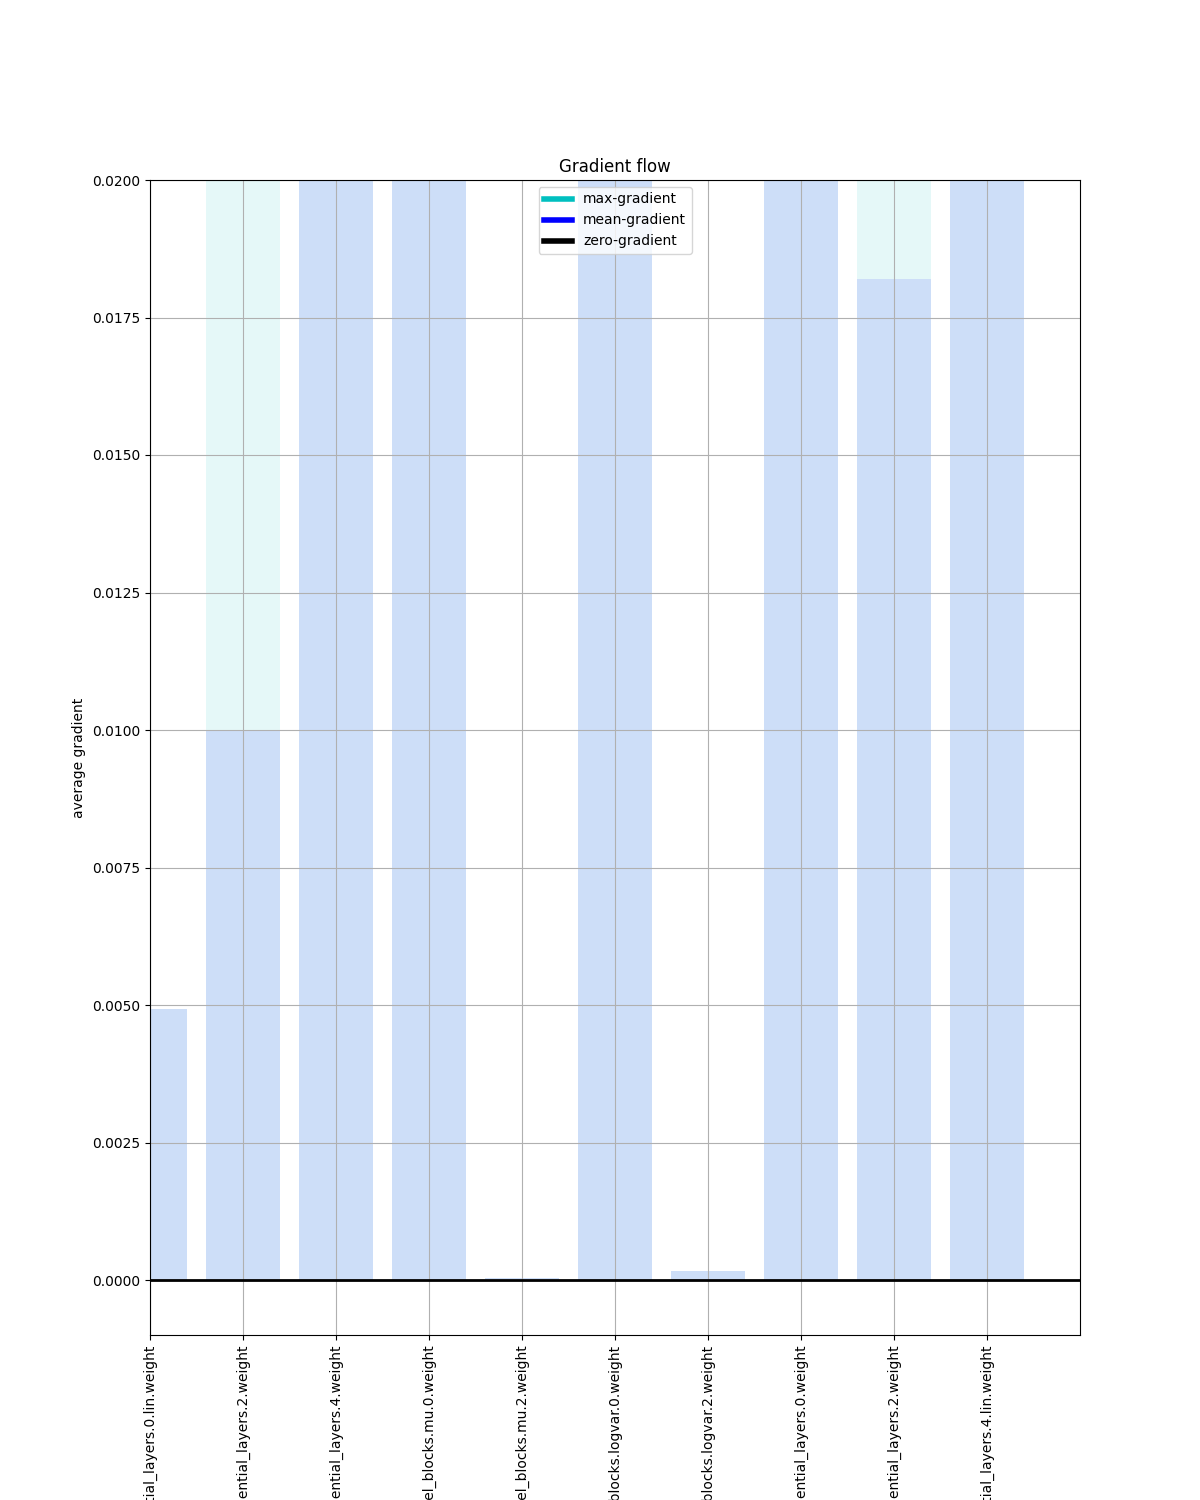 Gradient flow
max-gradient
mean-gradient
zero-gradient
0.0200
0.0175
0.0150
0.0125
0.0100
0.0075
0.0050
0.0025
0.0000
average gradient
tial_layers.0.lin.weight
ential_layers.2.weight
ential_layers.4.weight
el_blocks.mu.0.weight
el_blocks.mu.2.weight
blocks.logvar.0.weight
blocks.logvar.2.weight
ential_layers.0.weight
ential_layers.2.weight
tial_layers.4.lin.weight